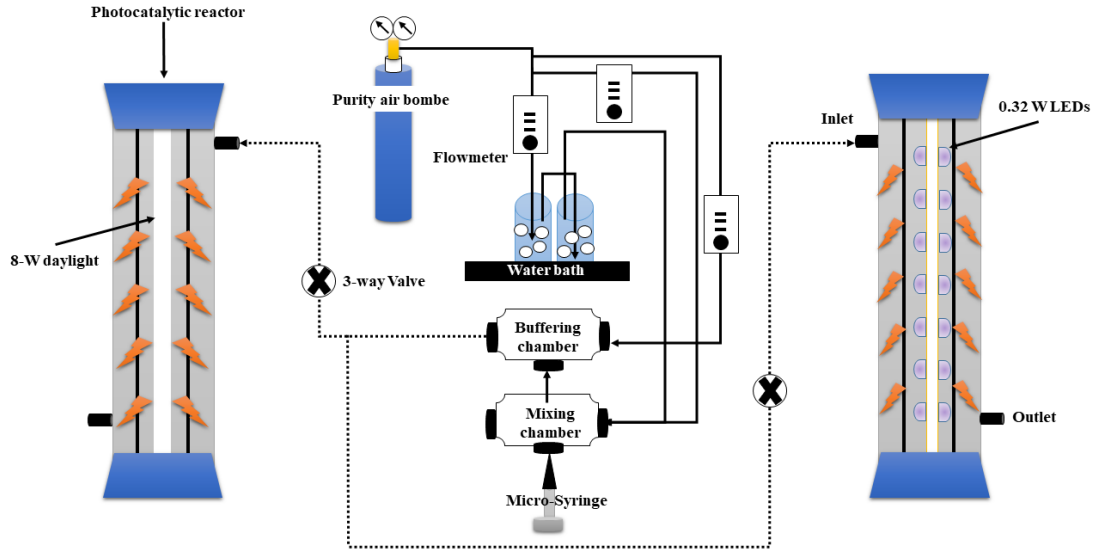 Photocatalytic reactor
Purity air bombe
0.32 W LEDs
Inlet
Flowmeter
8-W daylight
Water bath
3-way Valve
Buffering
chamber
Mixing
chamber
Outlet
Micro-Syringe